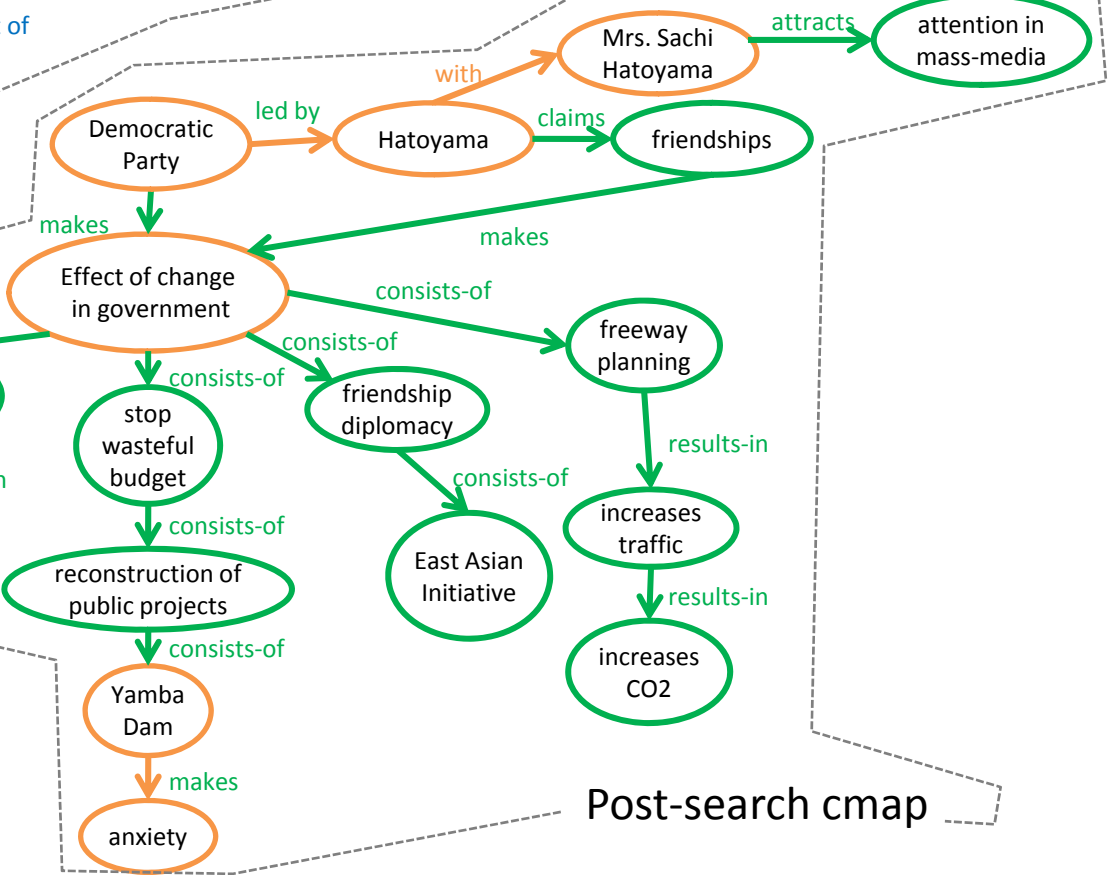 of
attracts
attention in
mass-media
Mrs. Sachi
Hatoyama
with
led by
Democratic
Party
Hatoyama
claims
friendships
makes
makes
Effect of change
in government
consists-of
consists-of
consists-of
freeway
planning
friendship
diplomacy
stop
wasteful
budget
results-in
consists-of
consists-of
increases
traffic
East Asian
Initiative
reconstruction of
public projects
results-in
consists-of
increases
CO2
Yamba
Dam
makes
anxiety
Post-search cmap